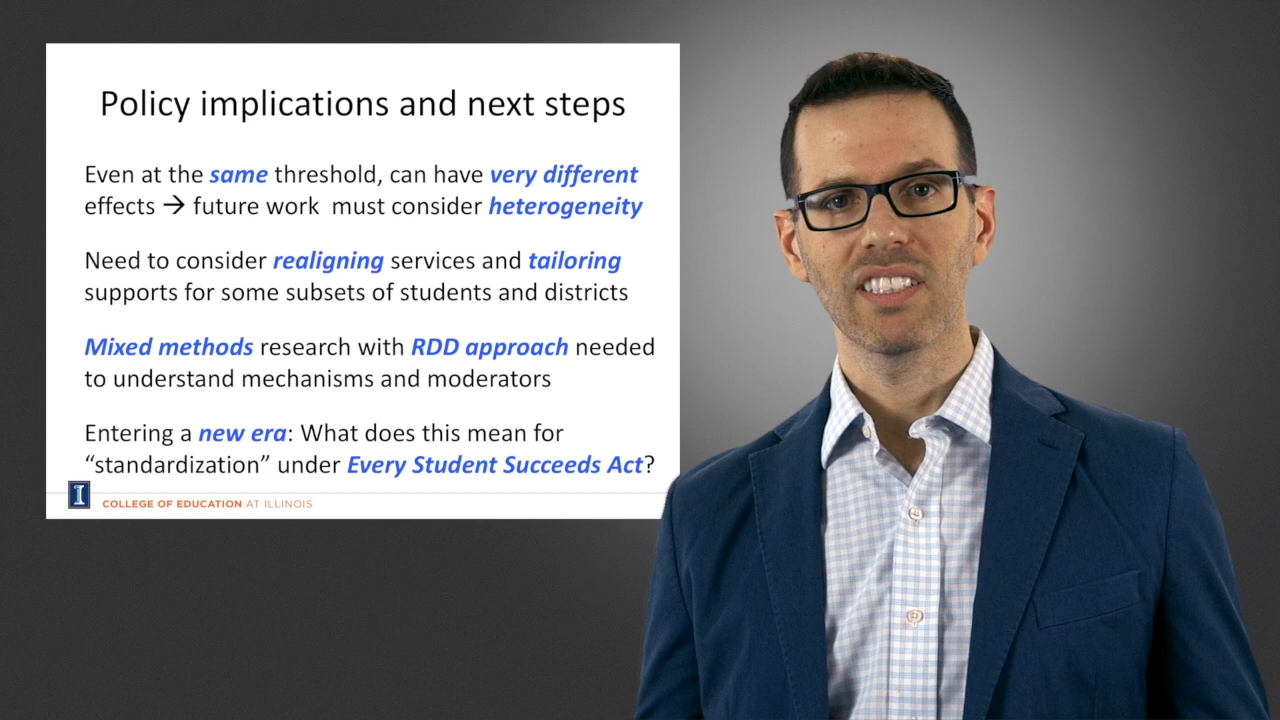 Policy implications and next steps
Even at the same threshold, can have very different
effects → future work must consider heterogeneity
Need to consider realigning services and tailoring
supports for some subsets of students and districts
Mixed methods research with RDD approach needed
to understand mechanisms and moderators
Entering a new era: What does this mean for
“standardization” under Every Student Succeeds Act?
I
COLLEGE OF EDUCATION AT ILLINOIS